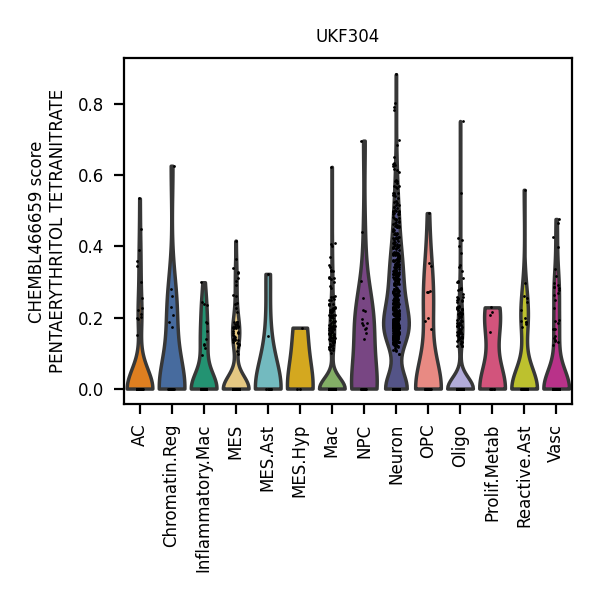 UKF304
CHEMBL466659 score
PENTAERYTHRITOL TETRANITRATE
0.8
0.6
0.4
0.2
0.0
AC
Chromatin.Reg
Inflammatory.Mac
MES
MES.Ast
MES.Hyp
Mac
NPC
Neuron
OPC
Oligo
Prolif.Metab
Reactive.Ast
Vasc